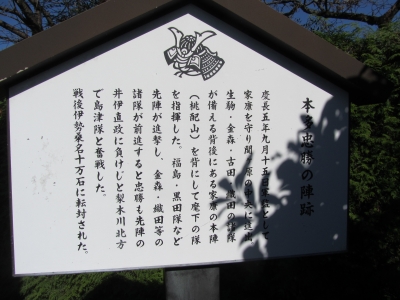 本多忠勝の陣跡
慶長五年九月十五日
家康を守り関ヶ原の
生駒・金森・古田・
が備える背後にある家康の本陣
（桃配山）を背にして麾下の隊
を指揮した。福島・黒田隊など
先陣が追撃し、金森・織田等の
諸隊が前進すると忠勝も先陣の
井伊直政に負けじと梨木川北方
で島津隊と奮戦した。
戦後伊勢桑名十万石に転封された。